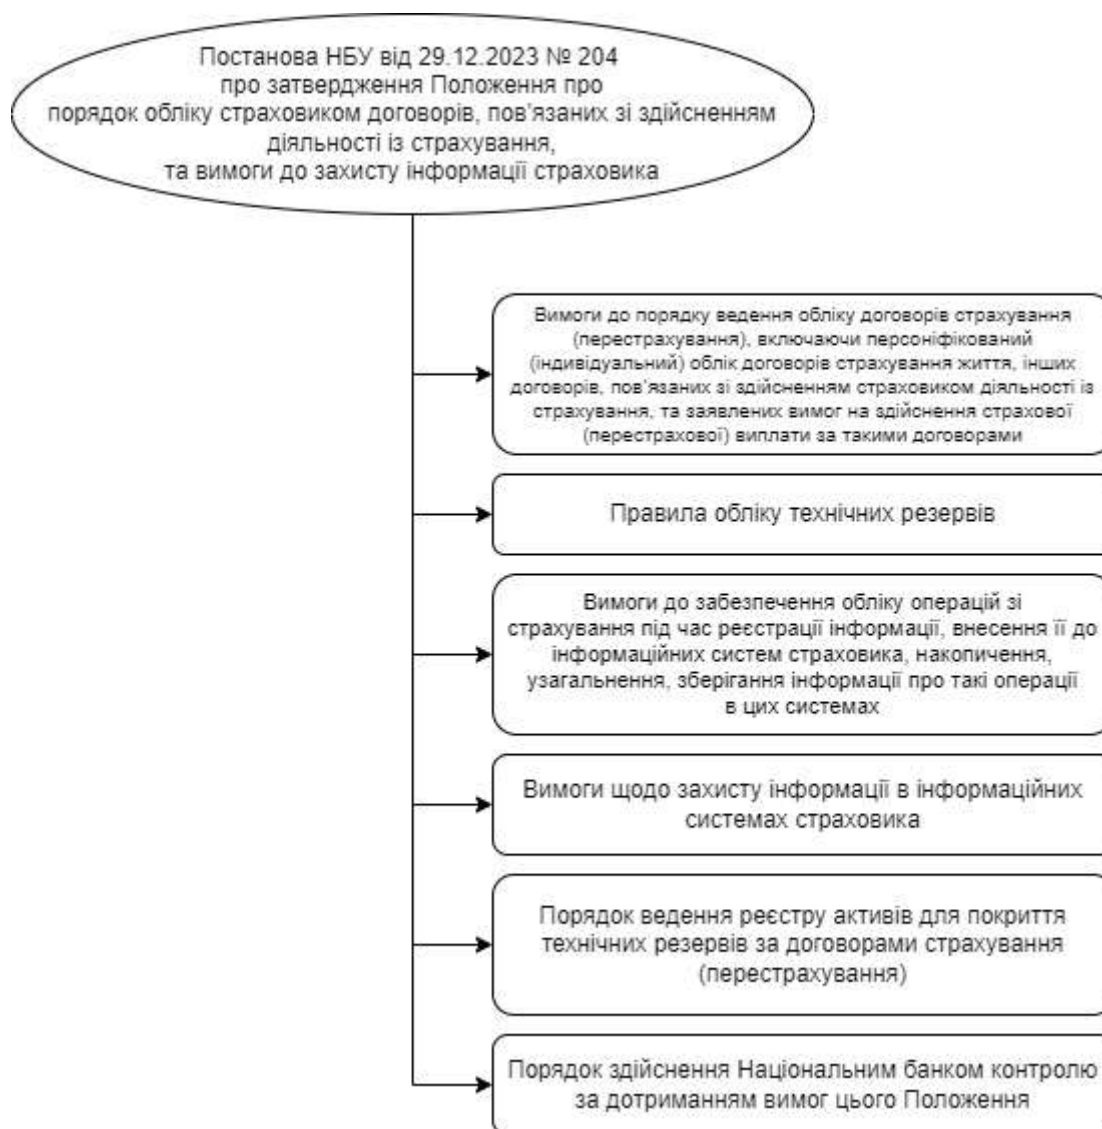 Постанова НБУ від 29.12.2023 № 204
про затвердження Положення про
порядок обліку страховиком договорів, пов'язаних зі здійсненням
діяльності із страхування,
та вимоги до захисту інформації страховика
Вимоги до порядку ведення обліку договорів страхування
(перестрахування), включаючи персоніфікований
(індивідуальний) облік договорів страхування життя, інших
договорів, пов'язаних зі здійсненням страховиком діяльності із
страхування, та заявлених вимог на здійснення страхової
(перестрахової) виплати за такими договорами
Правила обліку технічних резервів
Вимоги до забезпечення обліку операцій зі
страхування під час реєстрації інформації, внесення її до
інформаційних систем страховика, накопичення,
узагальнення, зберігання інформації про такі операції
в цих системах
Вимоги щодо захисту інформації в інформаційних
системах страховика
Порядок ведення реєстру активів для покриття
технічних резервів за договорами страхування
(перестрахування)
Порядок здійснення Національним банком контролю
за дотриманням вимог цього Положення